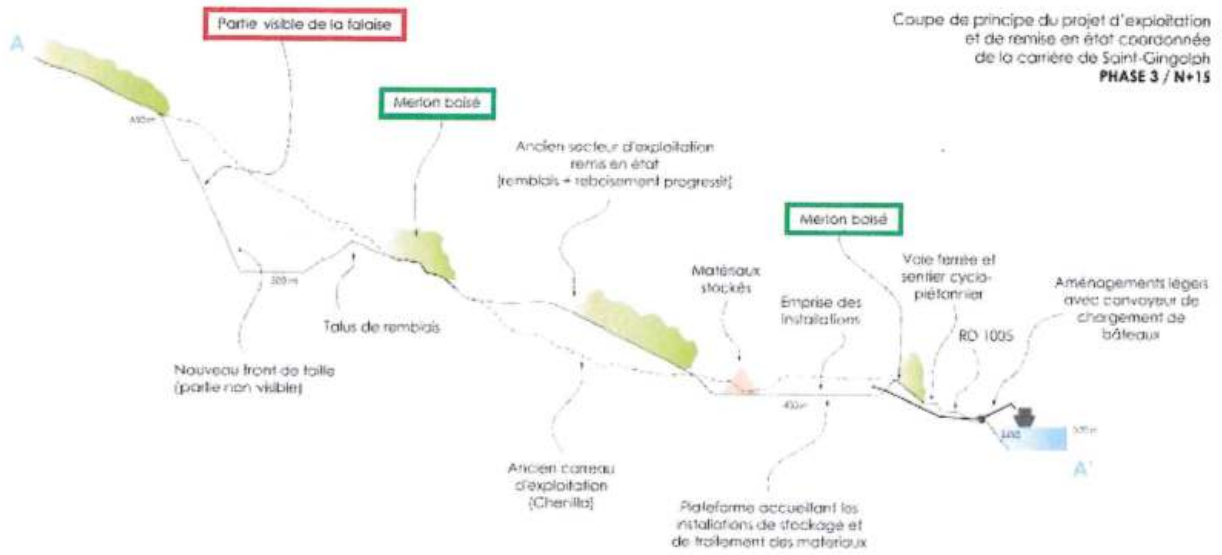 Coupe de principe du projet d'exploitation
et de remise en état coordonnée
de la carrière de Saint-Gingolph
PHASE 3 / N+15
A
Partie visible de la falaise
Merlon boisé
Ancien secteur d'exploitation
remis en état
(remblais + reboisement progressif)
Merlon boisé
Matériaux
stockés
Emprise des
installations
Voie ferrée et
sentier cyclo-
piétonnier
RD 1005
Aménagements légers
avec convoyeur de
chargement de
bâteaux
500 m
Talus de remblais
Nouveau front de taille
(partie non visible)
400 m
A'
Ancien carreau
d'exploitation
(Chenilla)
Plateforme accueillant les
installations de stockage et
de traitement des materiaux